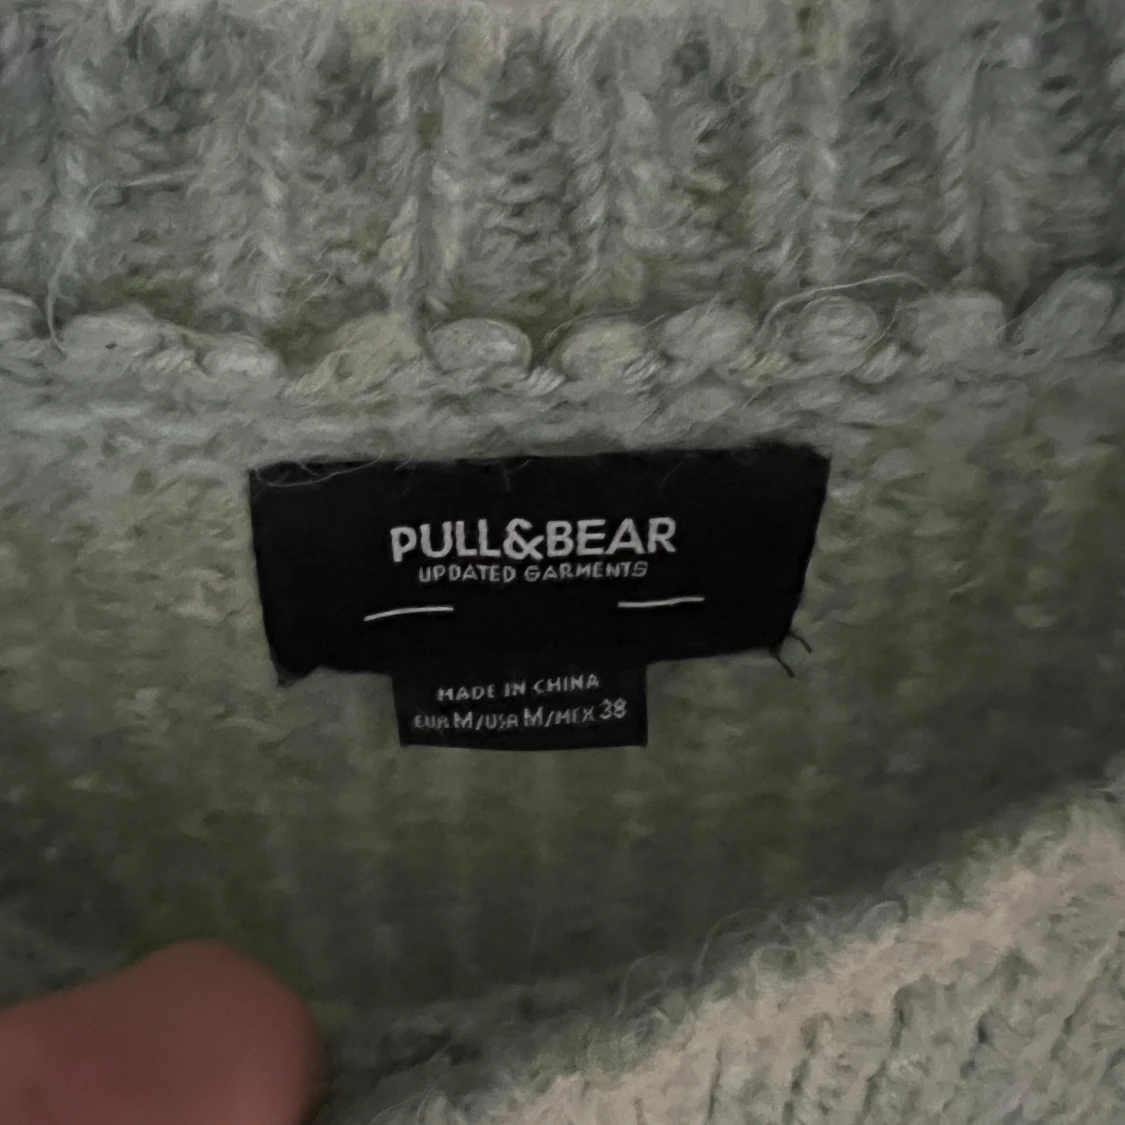 PULL&BEAR
UPDATED GARMENTS
MADE IN CHINA
EUR M/USA M/MEX 38